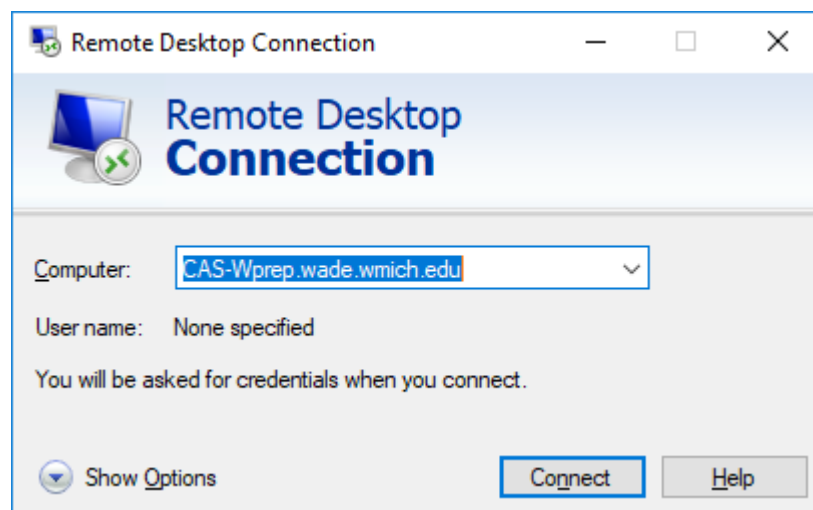 Remote Desktop Connection
Remote Desktop
Connection
Computer: CAS-Wprep.wade.wmich.edu
User name: None specified
You will be asked for credentials when you connect.
Show Options Connect Help